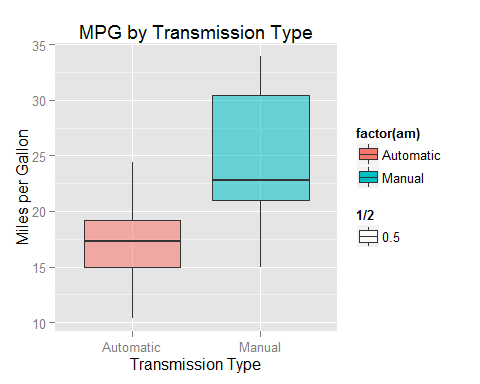 MPG by Transmission Type
Miles per Gallon
35
30
25
20
15
10
Automatic
Manual
Transmission Type
factor(am)
Automatic
Manual
1/2
0.5